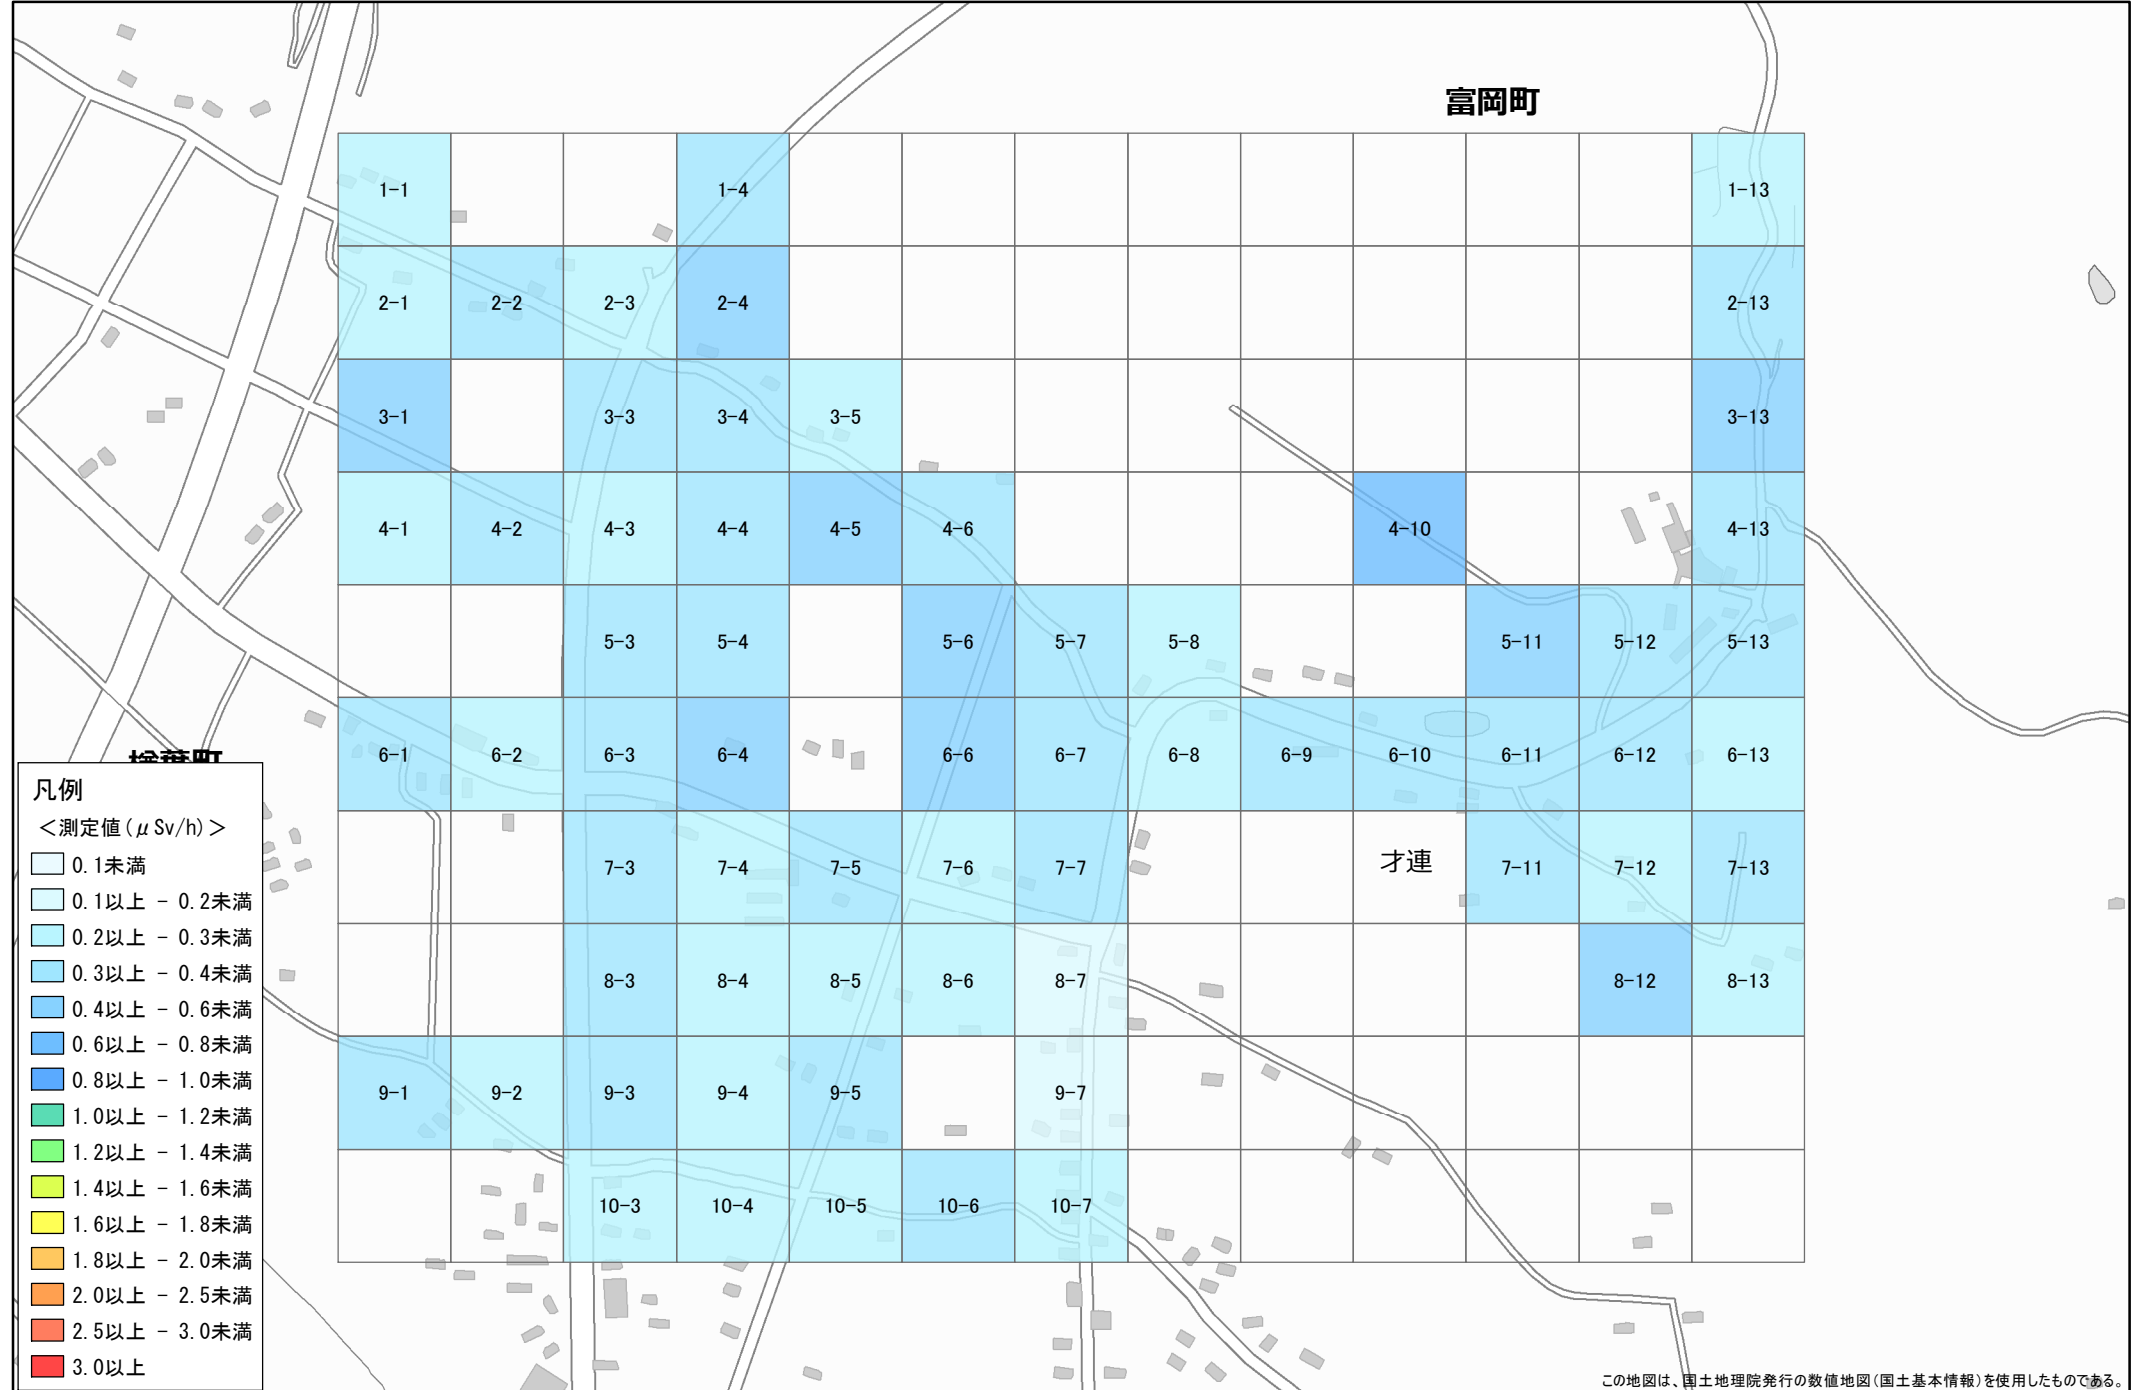 富岡町
1-1 1-4 1-13
2-1 2-2 2-3 2-4 2-13
3-1 3-3 3-4 3-5 3-13
4-1 4-2 4-3 4-4 4-5 4-6 4-10 4-13
5-3 5-4 5-6 5-7 5-8 5-11 5-12 5-13
6-1 6-2 6-3 6-4 6-6 6-7 6-8 6-9 6-10 6-11 6-12 6-13
7-3 7-4 7-5 7-6 7-7 才連 7-11 7-12 7-13
8-3 8-4 8-5 8-6 8-7 8-12 8-13
9-1 9-2 9-3 9-4 9-5 9-7
10-3 10-4 10-5 10-6 10-7
凡例
＜測定値(μSv/h)＞
0.1未満
0.1以上 - 0.2未満
0.2以上 - 0.3未満
0.3以上 - 0.4未満
0.4以上 - 0.6未満
0.6以上 - 0.8未満
0.8以上 - 1.0未満
1.0以上 - 1.2未満
1.2以上 - 1.4未満
1.4以上 - 1.6未満
1.6以上 - 1.8未満
1.8以上 - 2.0未満
2.0以上 - 2.5未満
2.5以上 - 3.0未満
3.0以上
この地図は、国土地理院発行の数値地図(国土基本情報)を使用したものである。